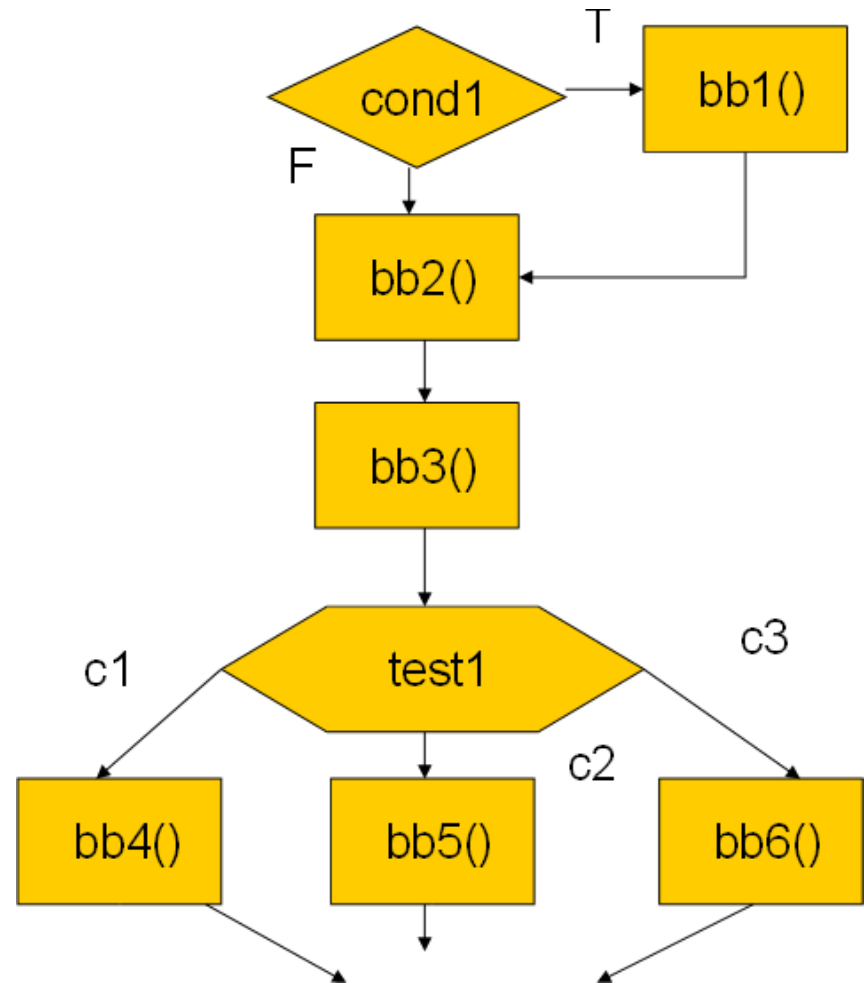 T
cond1
bb1()
F
bb2()
bb3()
c3
c1
test1
c2
bb4()
bb5()
bb6()